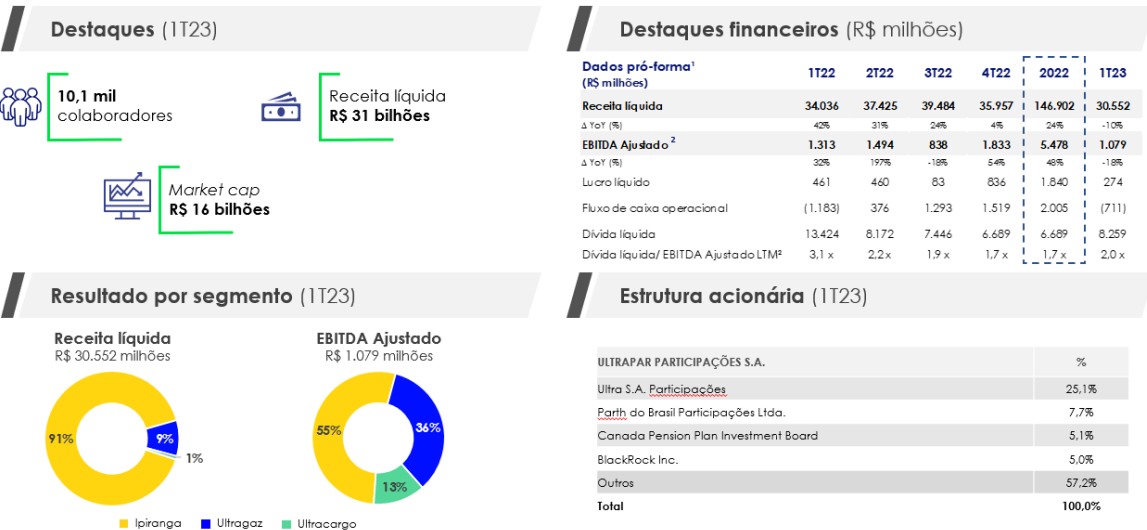 Destaques (1T23)
10,1 mil
colaboradores
Receita líquida
R$ 31 bilhões
Market cap
R$ 16 bilhões
Destaques financeiros (R$ milhões)
Dados pró-forma¹
(R$ milhões)
1T22 2T22 3T22 4T22 2022 1T23
Receita líquida 34.036 37.425 39.484 35.957 146.902 30.552
Δ YoY (%) 42% 31% 24% 4% 24% -10%
EBITDA Ajustado ² 1.313 1.494 838 1.833 5.478 1.079
Δ YoY (%) 32% 197% -18% 54% 48% -18%
Lucro líquido 461 460 83 836 1.840 274
Fluxo de caixa operacional (1.183) 376 1.293 1.519 2.005 (711)
Dívida líquida 13.424 8.172 7.446 6.689 6.689 8.259
Dívida líquida/ EBITDA Ajustado LTM² 3,1 x 2,2 x 1,9 x 1,7 x 1,7 x 2,0 x
Resultado por segmento (1T23)
Receita líquida
R$ 30.552 milhões
91%
9%
1%
EBITDA Ajustado
R$ 1.079 milhões
55%
36%
13%
Ipiranga Ultragaz Ultracargo
Estrutura acionária (1T23)
ULTRAPAR PARTICIPAÇÕES S.A. %
Ultra S.A. Participações 25,1%
Parth do Brasil Participações Ltda. 7,7%
Canada Pension Plan Investment Board 5,1%
BlackRock Inc. 5,0%
Outros 57,2%
Total 100,0%